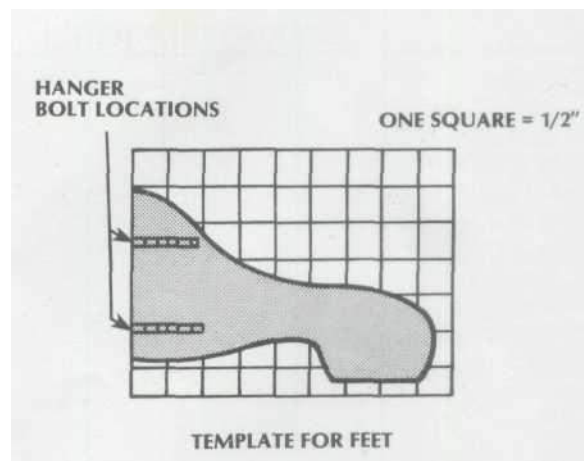 HANGER
BOLT LOCATIONS
ONE SQUARE = 1/2"
TEMPLATE FOR FEET